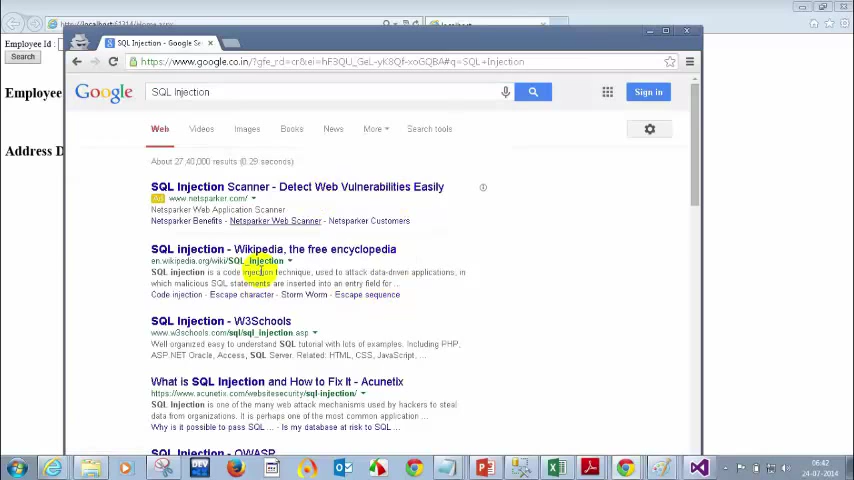 http://localhost:61314/Home.aspx
localhost
Employee Id :
Search
Employee
Address D
SQL Injection - Google Se
https://www.google.co.in/?gfe_rd=cr&ei=hF3QU_GeL-yK8Qf-xoGQBA#q=SQL+Injection
Google
SQL Injection
Sign in
Web Videos Images Books News More Search tools
About 27,40,000 results (0.29 seconds)
SQL Injection Scanner - Detect Web Vulnerabilities Easily
Ad www.netsparker.com/
Netsparker Web Application Scanner
Netsparker Benefits - Netsparker Web Scanner - Netsparker Customers
SQL injection - Wikipedia, the free encyclopedia
en.wikipedia.org/wiki/SQL_injection
SQL injection is a code injection technique, used to attack data-driven applications, in
which malicious SQL statements are inserted into an entry field for ...
Code injection - Escape character - Storm Worm - Escape sequence
SQL Injection - W3Schools
www.w3schools.com/sql/sql_injection.asp
Well organized easy to understand SQL tutorial with lots of examples. Including PHP,
ASP.NET Oracle, Access, SQL Server. Related: HTML, CSS, JavaScript, ...
What is SQL Injection and How to Fix It - Acunetix
https://www.acunetix.com/websitesecurity/sql-injection/
SQL Injection is one of the many web attack mechanisms used by hackers to steal
data from organizations. It is perhaps one of the most common application ...
Why is it possible to pass SQL ... - Is my database at risk to SQL ...
SQL Injection - OWASP
DEV
06:42
24-07-2014